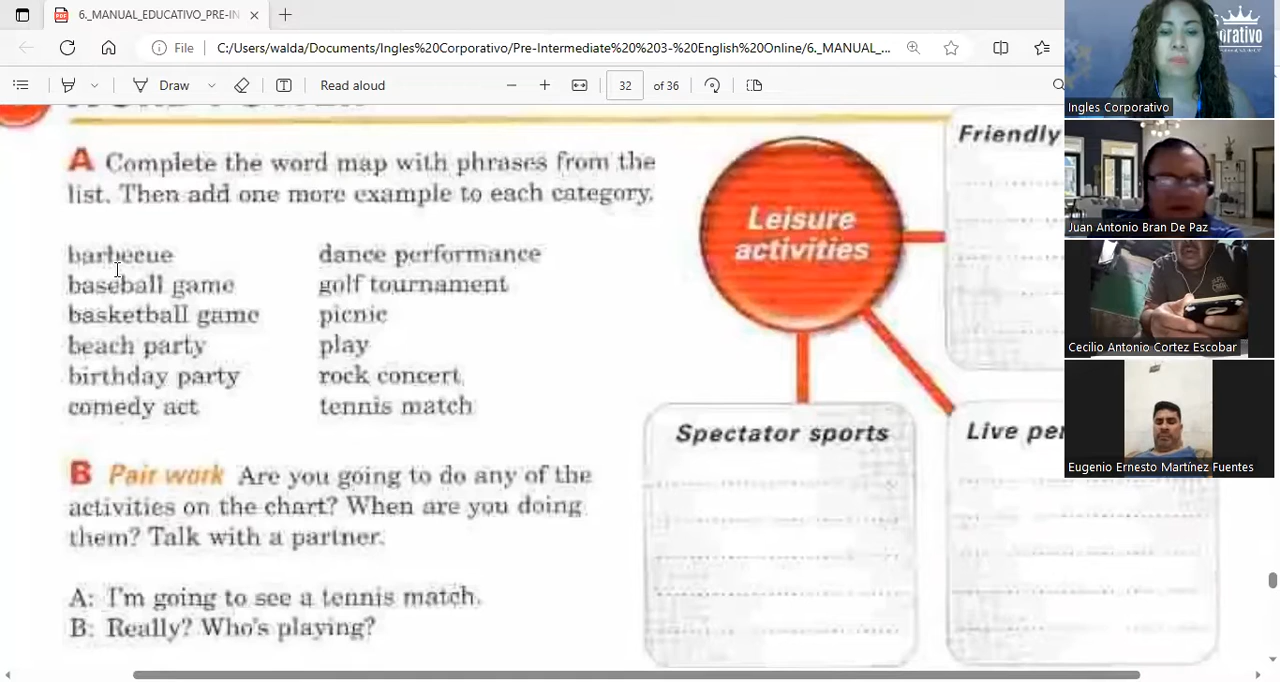 6._MANUAL_EDUCATIVO_PRE-IN
File
C:/Users/walda/Documents/Ingles%20Corporativo/Pre-Intermediate%20%203-%20English%20Online/6._MANUAL_...
Draw
Read aloud
32 of 36
A Complete the word map with phrases from the
list. Then add one more example to each category.
barbecue
baseball game
basketball game
beach party
birthday party
comedy act
dance performance
golf tournament
picnic
play
rock concert
tennis match
B Pair work Are you going to do any of the
activities on the chart? When are you doing
them? Talk with a partner.
A: I'm going to see a tennis match.
B: Really? Who's playing?
Leisure
activities
Friendly
Spectator sports
Live per
Ingles Corporativo
Juan Antonio Bran De Paz
Cecilio Antonio Cortez Escobar
Eugenio Ernesto Martínez Fuentes